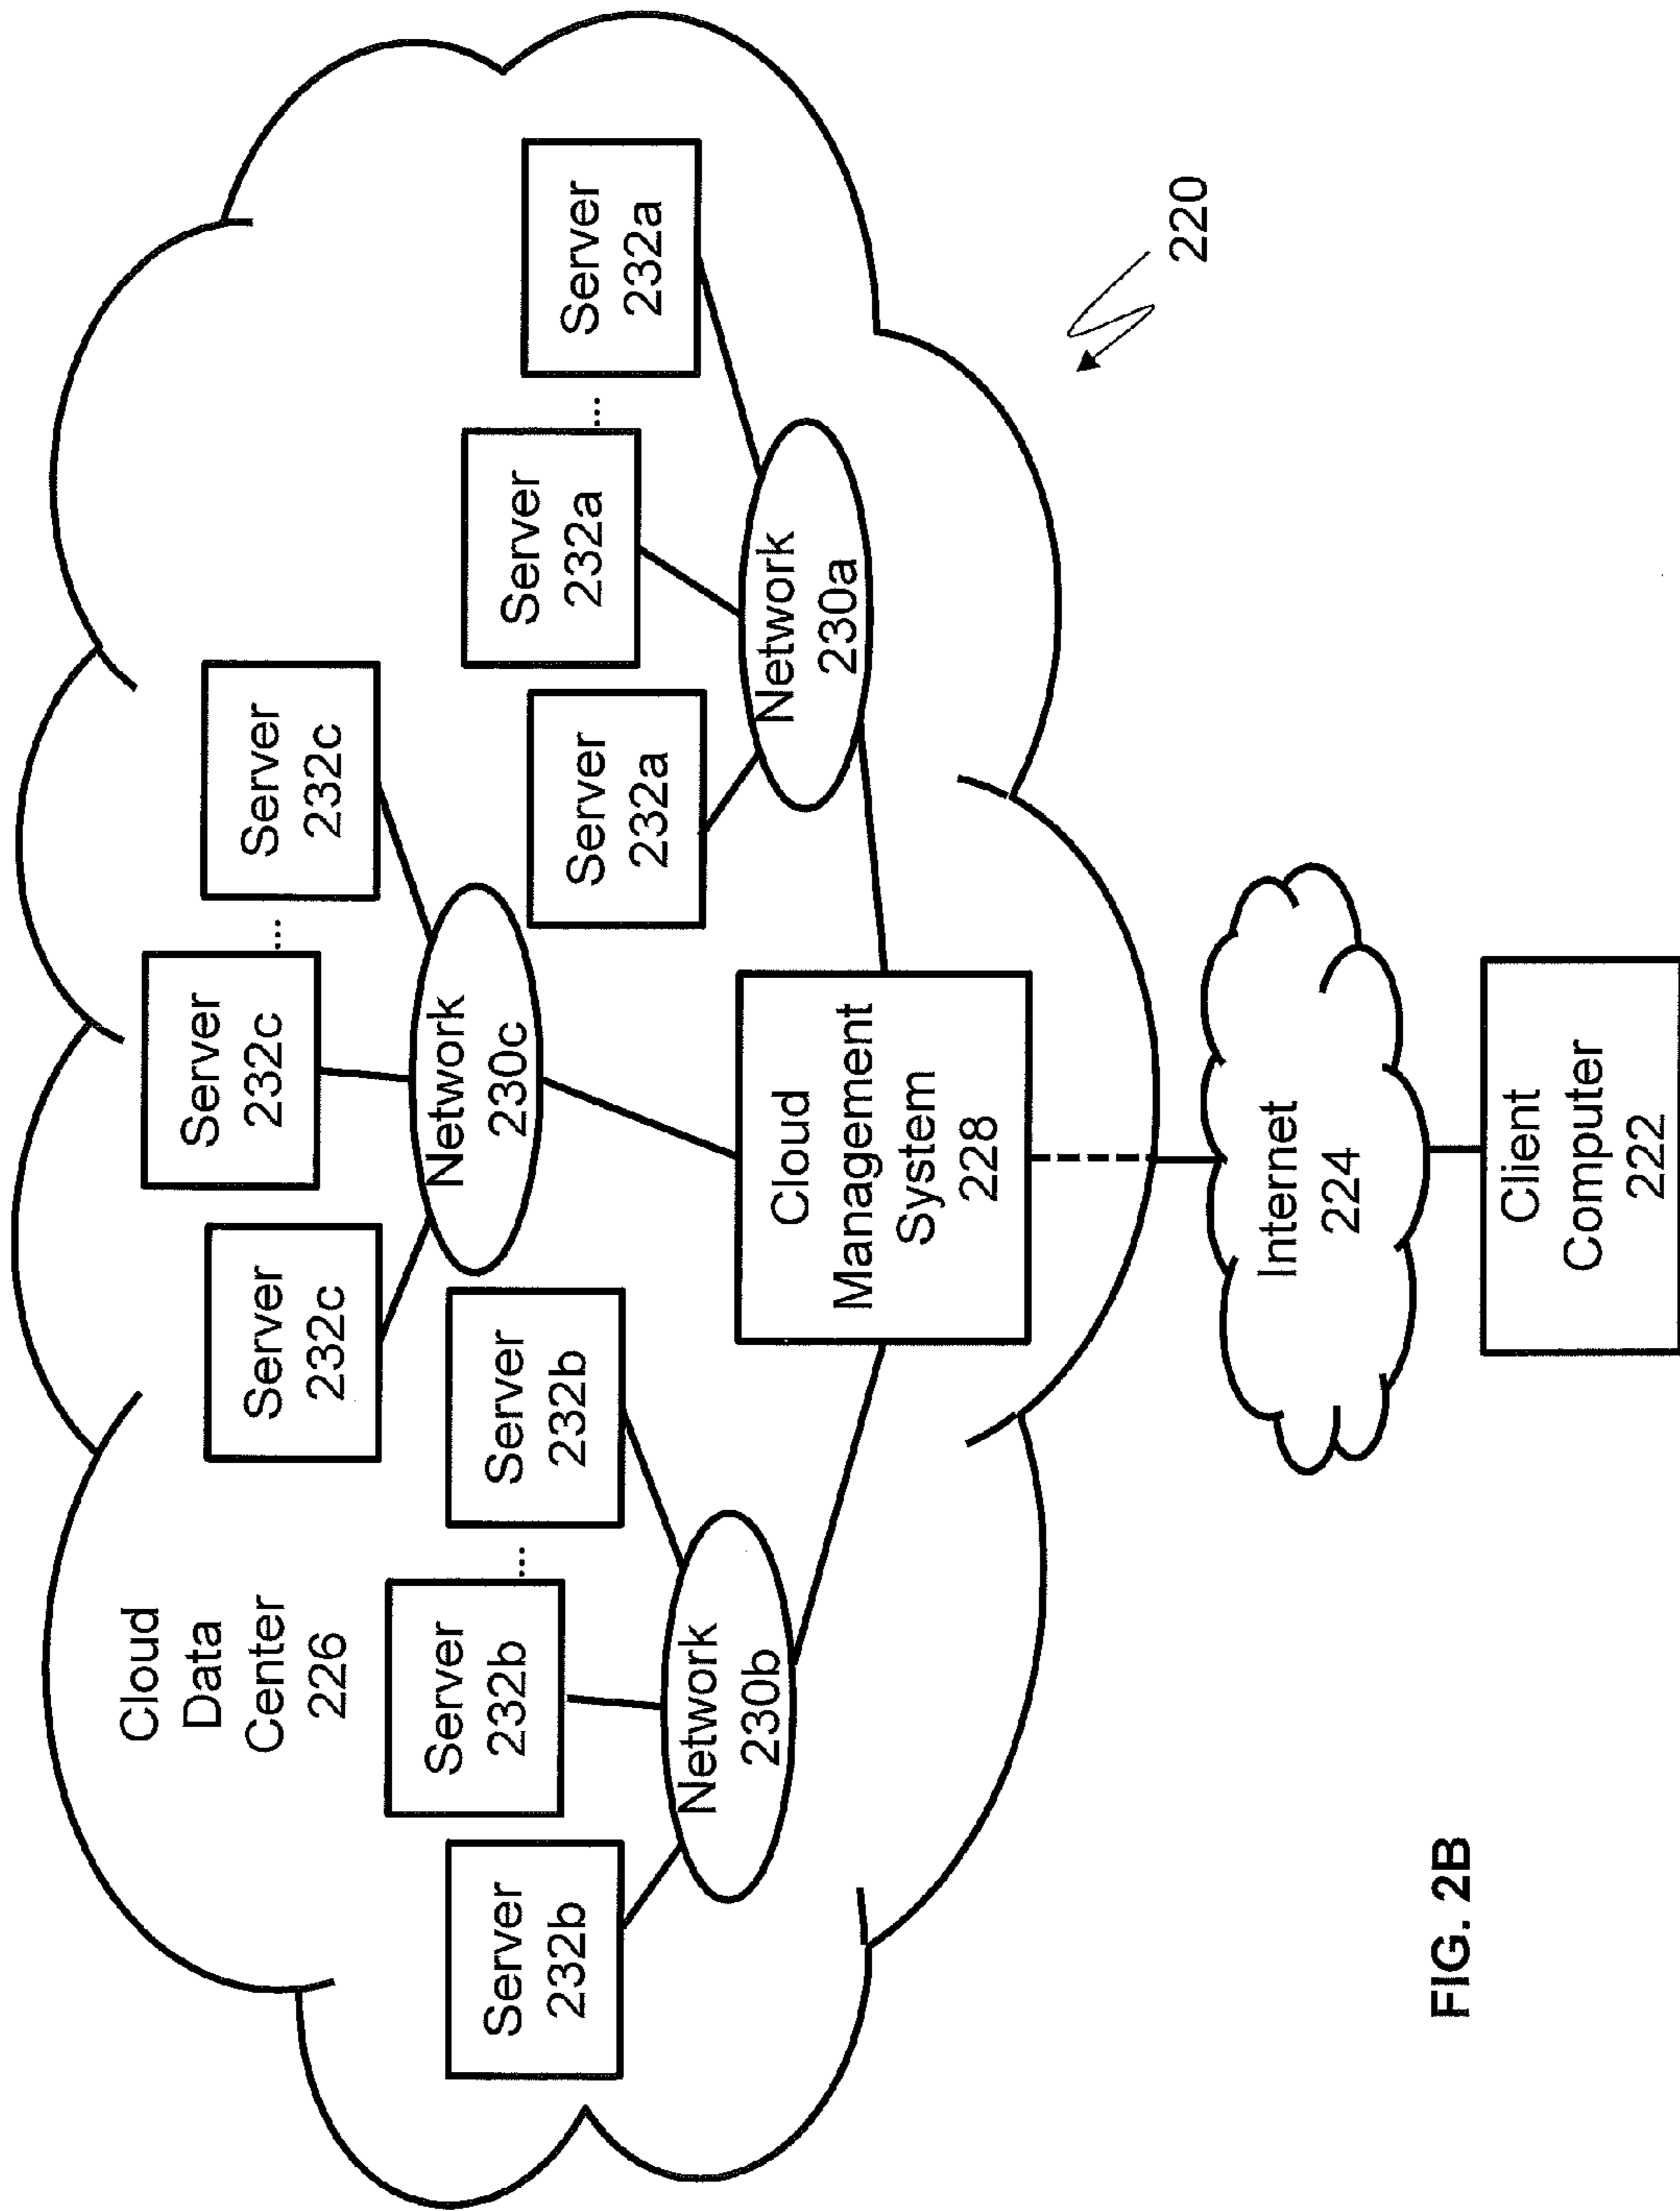 Cloud
Data
Center
226
Server
232c
Server
232c
...
Server
232c
Network
230c
Server
232b
Server
232b
...
Server
232b
Network
230b
Server
232a
Server
232a
...
Server
232a
Network
230a
Cloud
Management
System
228
220
Internet
224
Client
Computer
222
FIG. 2B